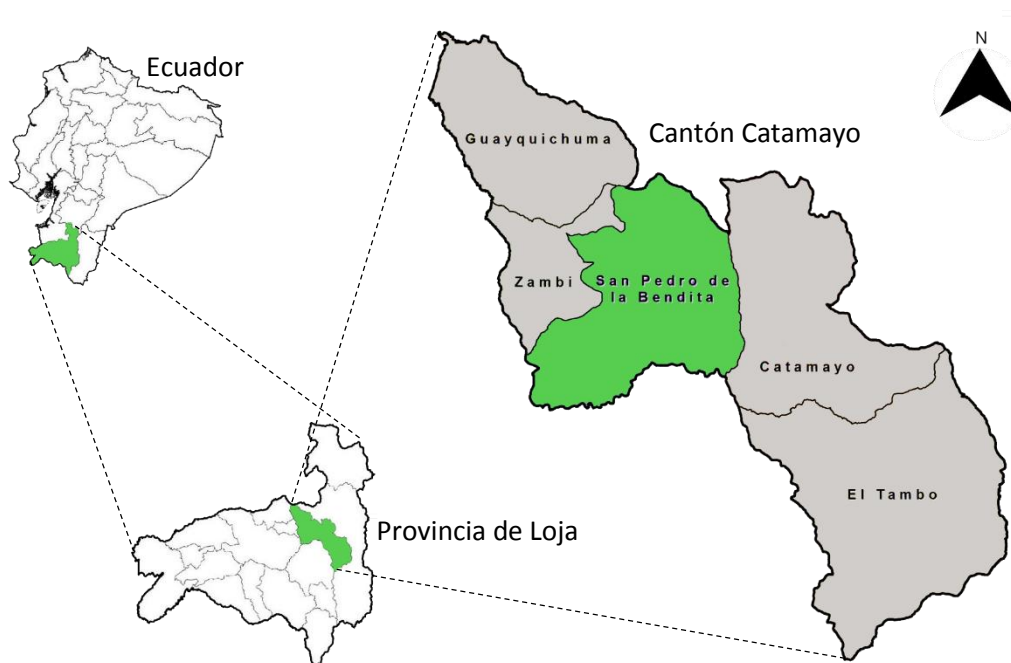 Ecuador
N
Guayquichuma
Cantón Catamayo
Zambi
San Pedro de
la Bendita
Catamayo
El Tambo
Provincia de Loja